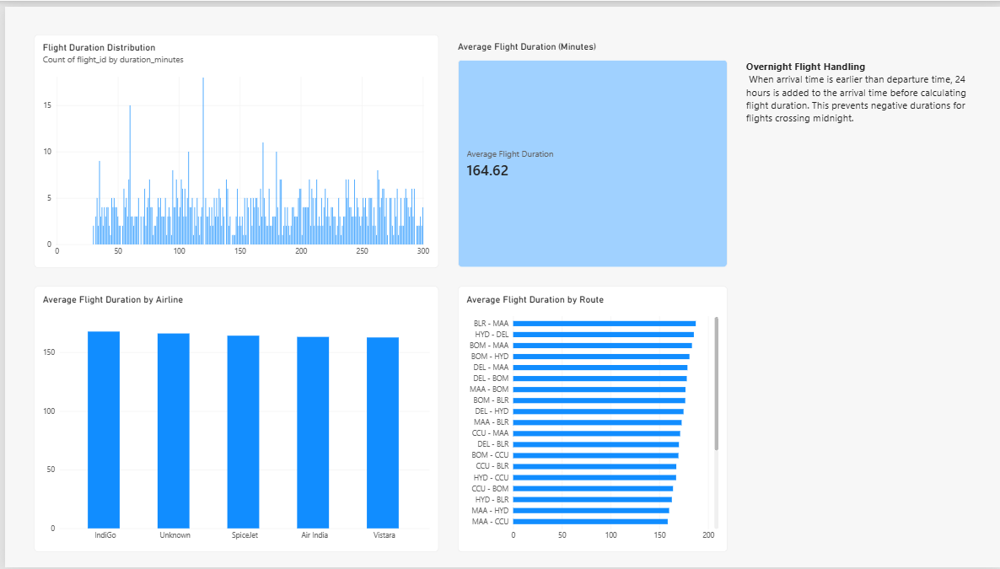 Flight Duration Distribution
Count of flight_id by duration_minutes
15
10
5
0
0 50 100 150 200 250 300
Average Flight Duration (Minutes)
Average Flight Duration
164.62
Overnight Flight Handling
When arrival time is earlier than departure time, 24
hours is added to the arrival time before calculating
flight duration. This prevents negative durations for
flights crossing midnight.
Average Flight Duration by Airline
150
100
50
0
IndiGo Unknown SpiceJet Air India Vistara
Average Flight Duration by Route
BLR - MAA
HYD - DEL
BOM - MAA
BOM - HYD
DEL - MAA
DEL - BOM
MAA - BOM
BOM - BLR
DEL - HYD
MAA - BLR
CCU - MAA
DEL - BLR
BOM - CCU
CCU - BLR
HYD - CCU
CCU - BOM
HYD - BLR
MAA - HYD
MAA - CCU
0 50 100 150 200